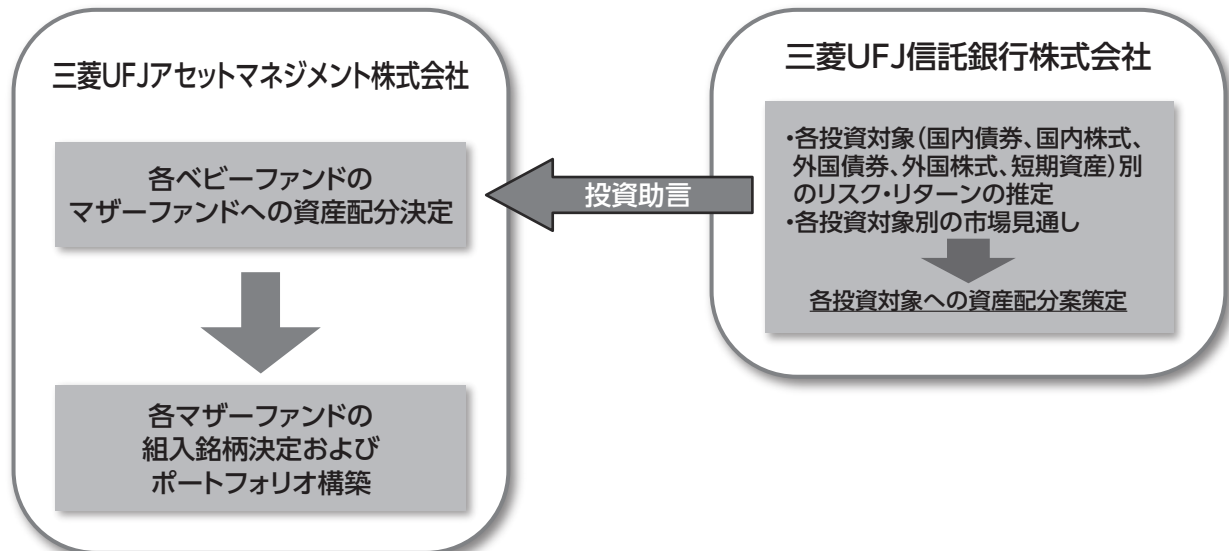 三菱UFJアセットマネジメント株式会社
各ベビーファンドの
マザーファンドへの資産配分決定
各マザーファンドの
組入銘柄決定および
ポートフォリオ構築
投資助言
三菱UFJ信託銀行株式会社
・各投資対象(国内債券、国内株式、
外国債券、外国株式、短期資産)別
のリスク・リターンの推定
・各投資対象別の市場見通し
各投資対象への資産配分案策定